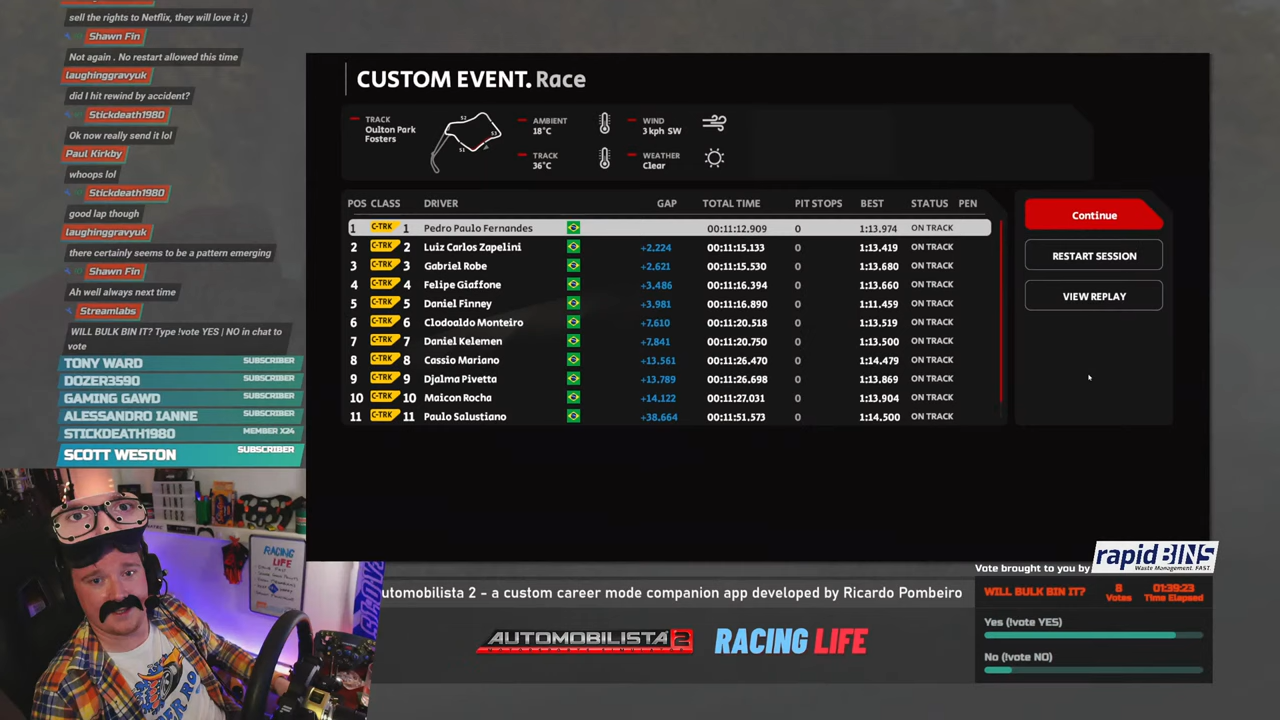 sell the rights to Netflix, they will love it :)
Shawn Fin
Not again . No restart allowed this time
laughinggravyuk
did I hit rewind by accident?
Stickdeath1980
Ok now really send it lol
Paul Kirkby
whoops lol
Stickdeath1980
good lap though
laughinggravyuk
there certainly seems to be a pattern emerging
Shawn Fin
Ah well always next time
Streamlabs
WILL BULK BIN IT? Type !vote YES | NO in chat to
vote
TONY WARD SUBSCRIBER
DOZER3590 SUBSCRIBER
GAMING GAWD SUBSCRIBER
ALESSANDRO IANNE SUBSCRIBER
STICKDEATH1980 MEMBER X24
SCOTT WESTON SUBSCRIBER
CUSTOM EVENT. Race
TRACK
Oulton Park
Fosters
S2
S3
S1
AMBIENT
18°C
TRACK
36°C
WIND
3 kph SW
WEATHER
Clear
POS CLASS DRIVER GAP TOTAL TIME PIT STOPS BEST STATUS PEN
1 C-TRK 1 Pedro Paulo Fernandes 00:11:12.909 0 1:13.974 ON TRACK
2 C-TRK 2 Luiz Carlos Zapelini +2.224 00:11:15.133 0 1:13.419 ON TRACK
3 C-TRK 3 Gabriel Robe +2.621 00:11:15.530 0 1:13.680 ON TRACK
4 C-TRK 4 Felipe Giaffone +3.486 00:11:16.394 0 1:13.660 ON TRACK
5 C-TRK 5 Daniel Finney +3.981 00:11:16.890 0 1:11.459 ON TRACK
6 C-TRK 6 Clodoaldo Monteiro +7.610 00:11:20.518 0 1:13.519 ON TRACK
7 C-TRK 7 Daniel Kelemen +7.841 00:11:20.750 0 1:13.500 ON TRACK
8 C-TRK 8 Cassio Mariano +13.561 00:11:26.470 0 1:14.479 ON TRACK
9 C-TRK 9 Djalma Pivetta +13.789 00:11:26.698 0 1:13.869 ON TRACK
10 C-TRK 10 Maicon Rocha +14.122 00:11:27.031 0 1:13.904 ON TRACK
11 C-TRK 11 Paulo Salustiano +38.664 00:11:51.573 0 1:14.500 ON TRACK
Continue
RESTART SESSION
VIEW REPLAY
RACING
LIFE
Vote brought to you by
rapidBINS
Waste Management. FAST.
utomobilista 2 - a custom career mode companion app developed by Ricardo Pombeiro
AUTOMOBILISTA 2
RACING LIFE
WILL BULK BIN IT?
8
Votes
01:39:23
Time Elapsed
Yes (!vote YES)
No (!vote NO)